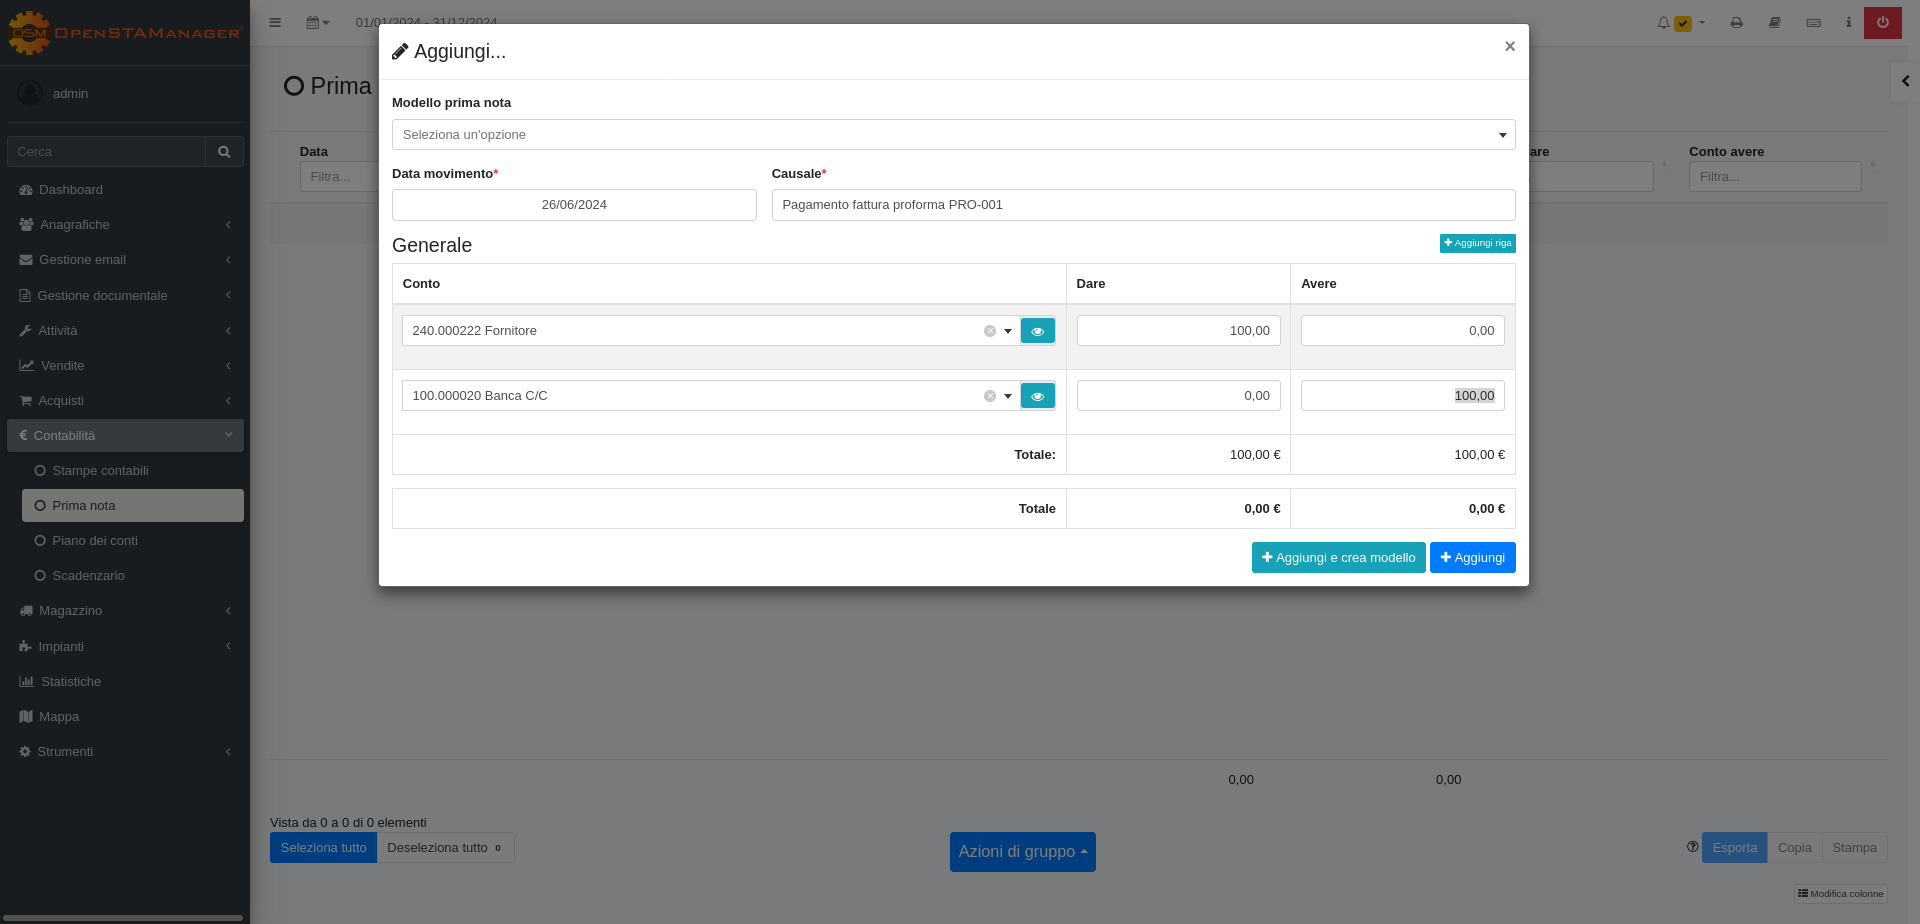 OSM OpenSTAManager
01/01/2024 - 31/12/2024
admin
Cerca
Dashboard
Anagrafiche
Gestione email
Gestione documentale
Attività
Vendite
Acquisti
Contabilità
Stampe contabili
Prima nota
Piano dei conti
Scadenzario
Magazzino
Impianti
Statistiche
Mappa
Strumenti
Prima
Data
Filtra...
Conto avere
Filtra...
Aggiungi...
×
Modello prima nota
Seleziona un'opzione
Data movimento*
Causale*
26/06/2024
Pagamento fattura proforma PRO-001
Generale
Aggiungi riga
Conto Dare Avere
240.000222 Fornitore 100,00 0,00
100.000020 Banca C/C 0,00 100,00
Totale: 100,00 € 100,00 €
Totale 0,00 € 0,00 €
Aggiungi e crea modello
Aggiungi
0,00 0,00
Vista da 0 a 0 di 0 elementi
Seleziona tutto Deseleziona tutto 0
Azioni di gruppo
Esporta Copia Stampa
Modifica colonne